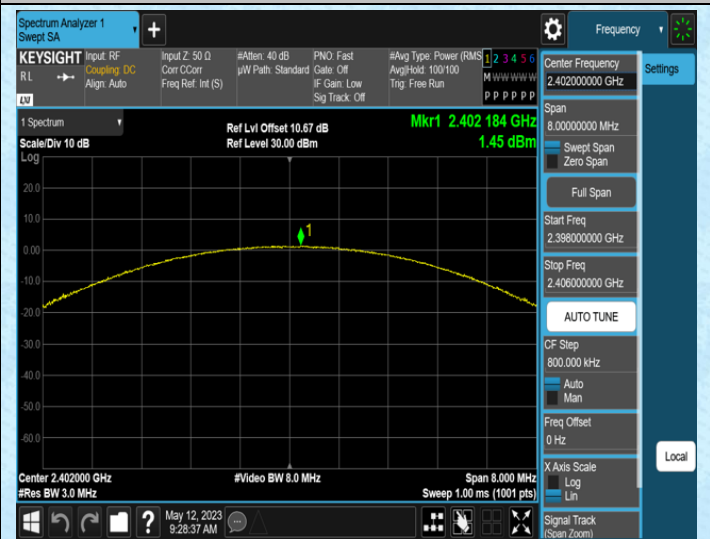 Spectrum Analyzer 1
Swept SA
+
Frequency
KEYSIGHT
RL
LXI
Input: RF
Coupling: DC
Align: Auto
Input Z: 50 Ω
Corr CCorr
Freq Ref: Int (S)
#Atten: 40 dB
µW Path: Standard
PNO: Fast
Gate: Off
IF Gain: Low
Sig Track: Off
#Avg Type: Power (RMS
Avg|Hold: 100/100
Trig: Free Run
1 2 3 4 5 6
M W W W W W
P P P P P P
1 Spectrum
Scale/Div 10 dB
Log
Ref Lvl Offset 10.67 dB
Ref Level 30.00 dBm
Mkr1 2.402 184 GHz
1.45 dBm
20.0
10.0
0.00
-10.0
-20.0
-30.0
-40.0
-50.0
-60.0
1
Center 2.402000 GHz
#Res BW 3.0 MHz
#Video BW 8.0 MHz
Span 8.000 MHz
Sweep 1.00 ms (1001 pts)
?
May 12, 2023
9:28:37 AM
Center Frequency
2.402000000 GHz
Settings
Span
8.00000000 MHz
Swept Span
Zero Span
Full Span
Start Freq
2.398000000 GHz
Stop Freq
2.406000000 GHz
AUTO TUNE
CF Step
800.000 kHz
Auto
Man
Freq Offset
0 Hz
X Axis Scale
Log
Lin
Local
Signal Track
(Span Zoom)